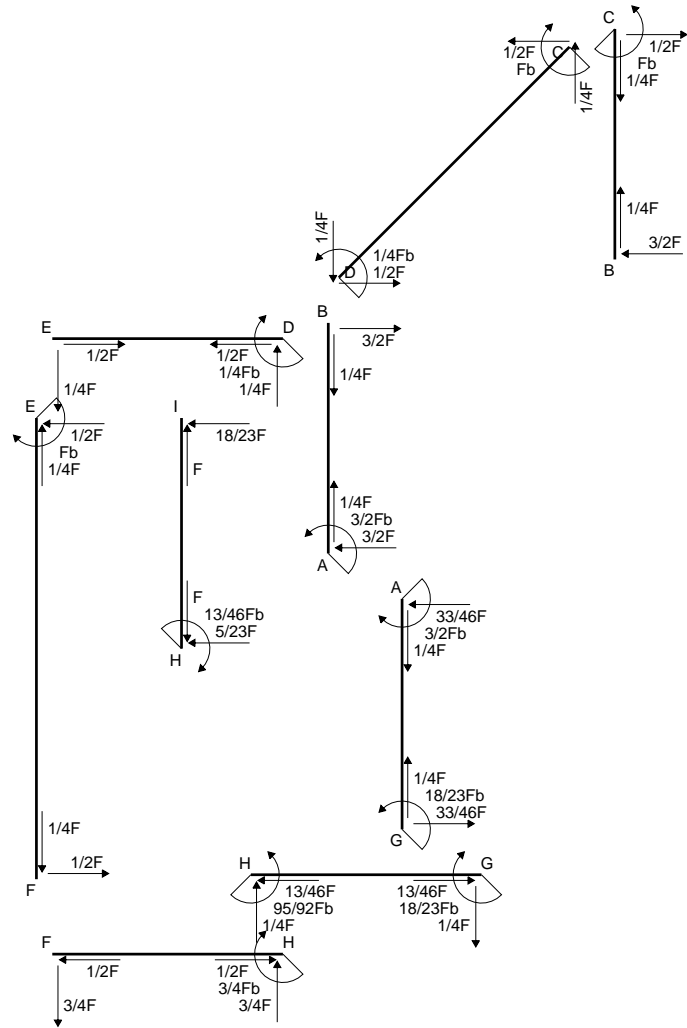 C
1/2F
C
1/2F
Fb
Fb
1/4F
1/4F
1/4F
1/4F
3/2F
B
1/4Fb
D
1/2F
B
E
D
1/2F
1/2F
3/2F
1/4Fb
1/4F
1/4F
1/4F
E
I
1/2F
18/23F
Fb
1/4F
F
1/4F
3/2Fb
3/2F
A
A
F
13/46Fb
33/46F
5/23F
3/2Fb
H
1/4F
1/4F
18/23Fb
1/4F
33/46F
G
1/2F
H
G
F
13/46F
13/46F
95/92Fb
18/23Fb
1/4F
1/4F
F
H
1/2F
1/2F
3/4Fb
3/4F
3/4F